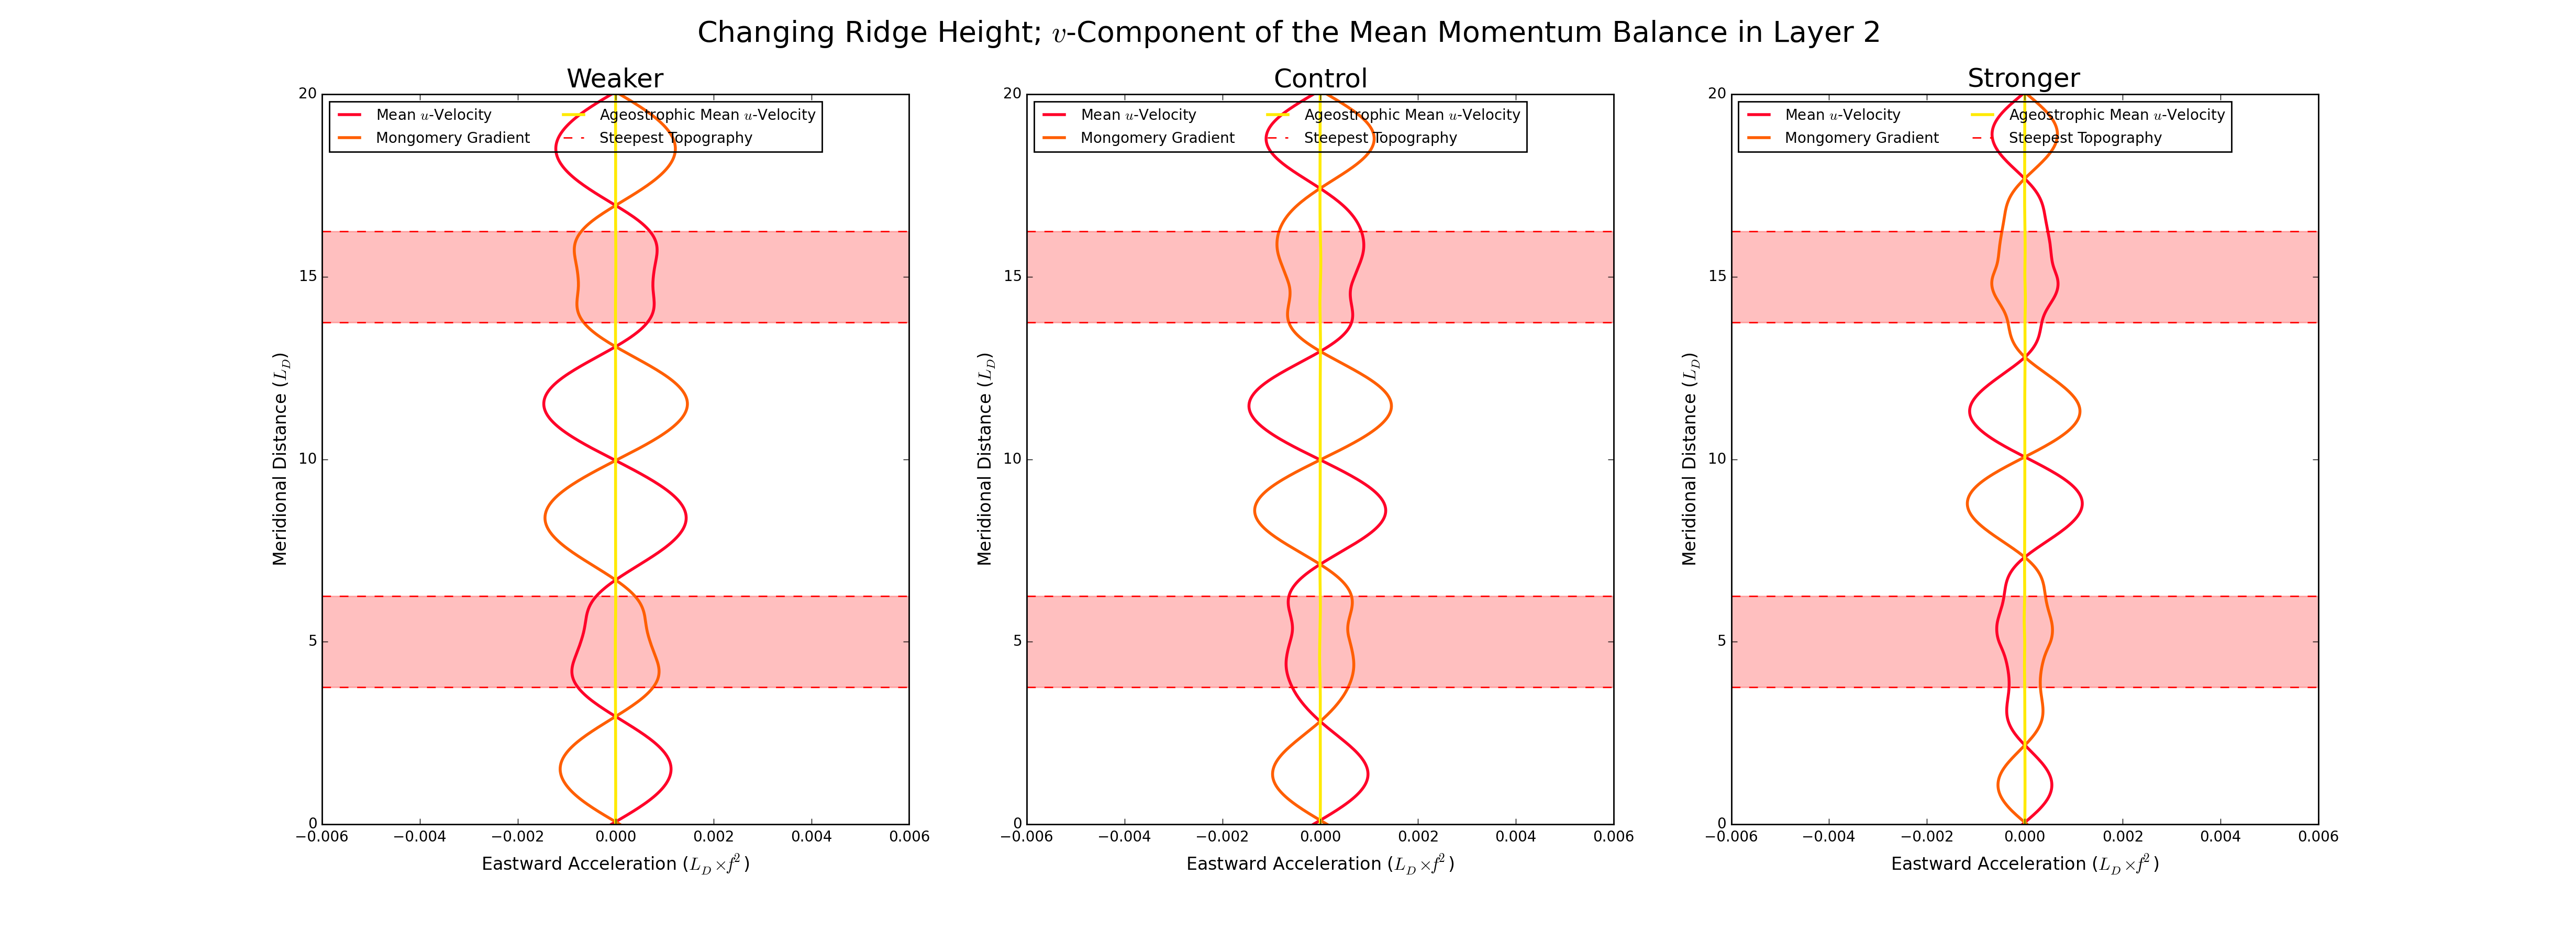 Changing Ridge Height; v-Component of the Mean Momentum Balance in Layer 2
Weaker
Mean u-Velocity
Mongomery Gradient
Ageostrophic Mean u-Velocity
Steepest Topography
20
15
10
5
0
Meridional Distance (L_D)
−0.006 −0.004 −0.002 0.000 0.002 0.004 0.006
Eastward Acceleration (L_D×f²)
Control
Mean u-Velocity
Mongomery Gradient
Ageostrophic Mean u-Velocity
Steepest Topography
20
15
10
5
0
Meridional Distance (L_D)
−0.006 −0.004 −0.002 0.000 0.002 0.004 0.006
Eastward Acceleration (L_D×f²)
Stronger
Mean u-Velocity
Mongomery Gradient
Ageostrophic Mean u-Velocity
Steepest Topography
20
15
10
5
0
Meridional Distance (L_D)
−0.006 −0.004 −0.002 0.000 0.002 0.004 0.006
Eastward Acceleration (L_D×f²)